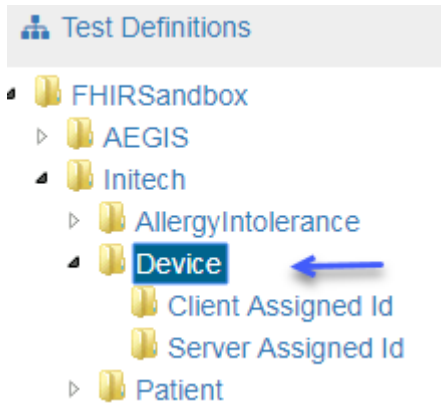 Test Definitions
FHIRSandbox
AEGIS
Initech
AllergyIntolerance
Device
Client Assigned Id
Server Assigned Id
Patient